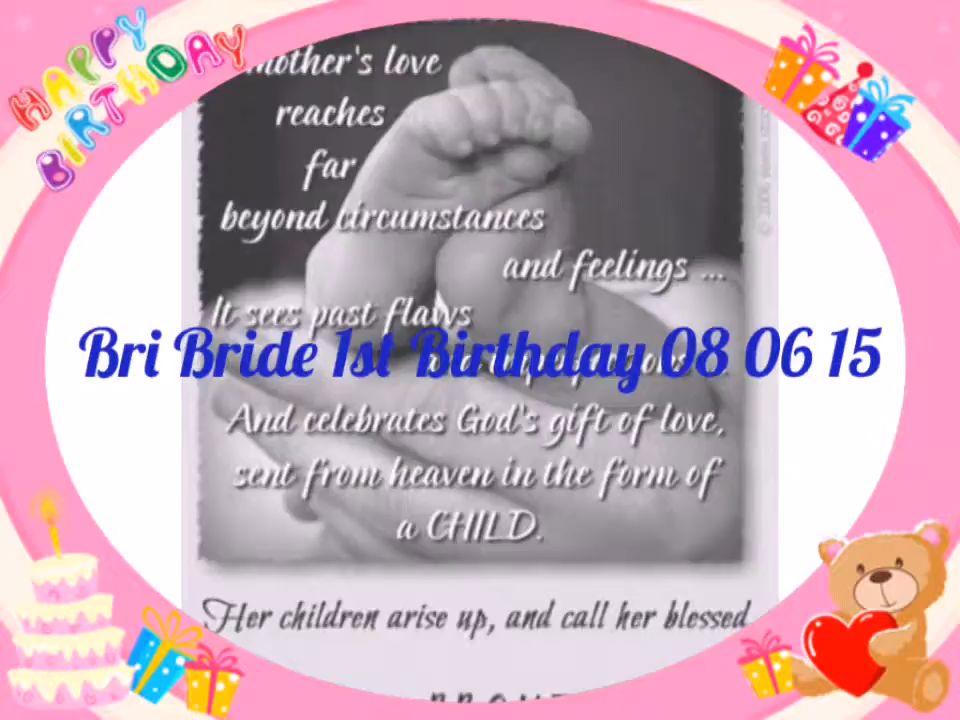 HAPPY
BIRTHDAY
mother's love
reaches
far
beyond circumstances
and feelings ...
It sees past flaws
Bri Bride 1st Birthday 08 06 15
And celebrates God's gift of love,
sent from heaven in the form of
a CHILD.
Her children arise up, and call her blessed